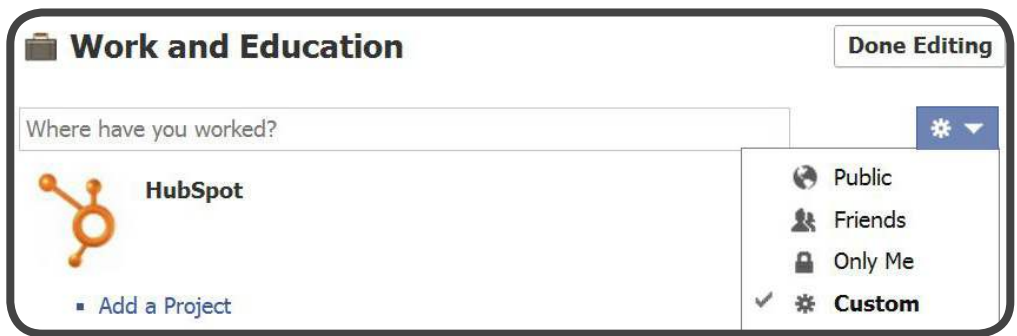 Work and Education
Done Editing
Where have you worked?
HubSpot
Public
Friends
Only Me
Custom
Add a Project